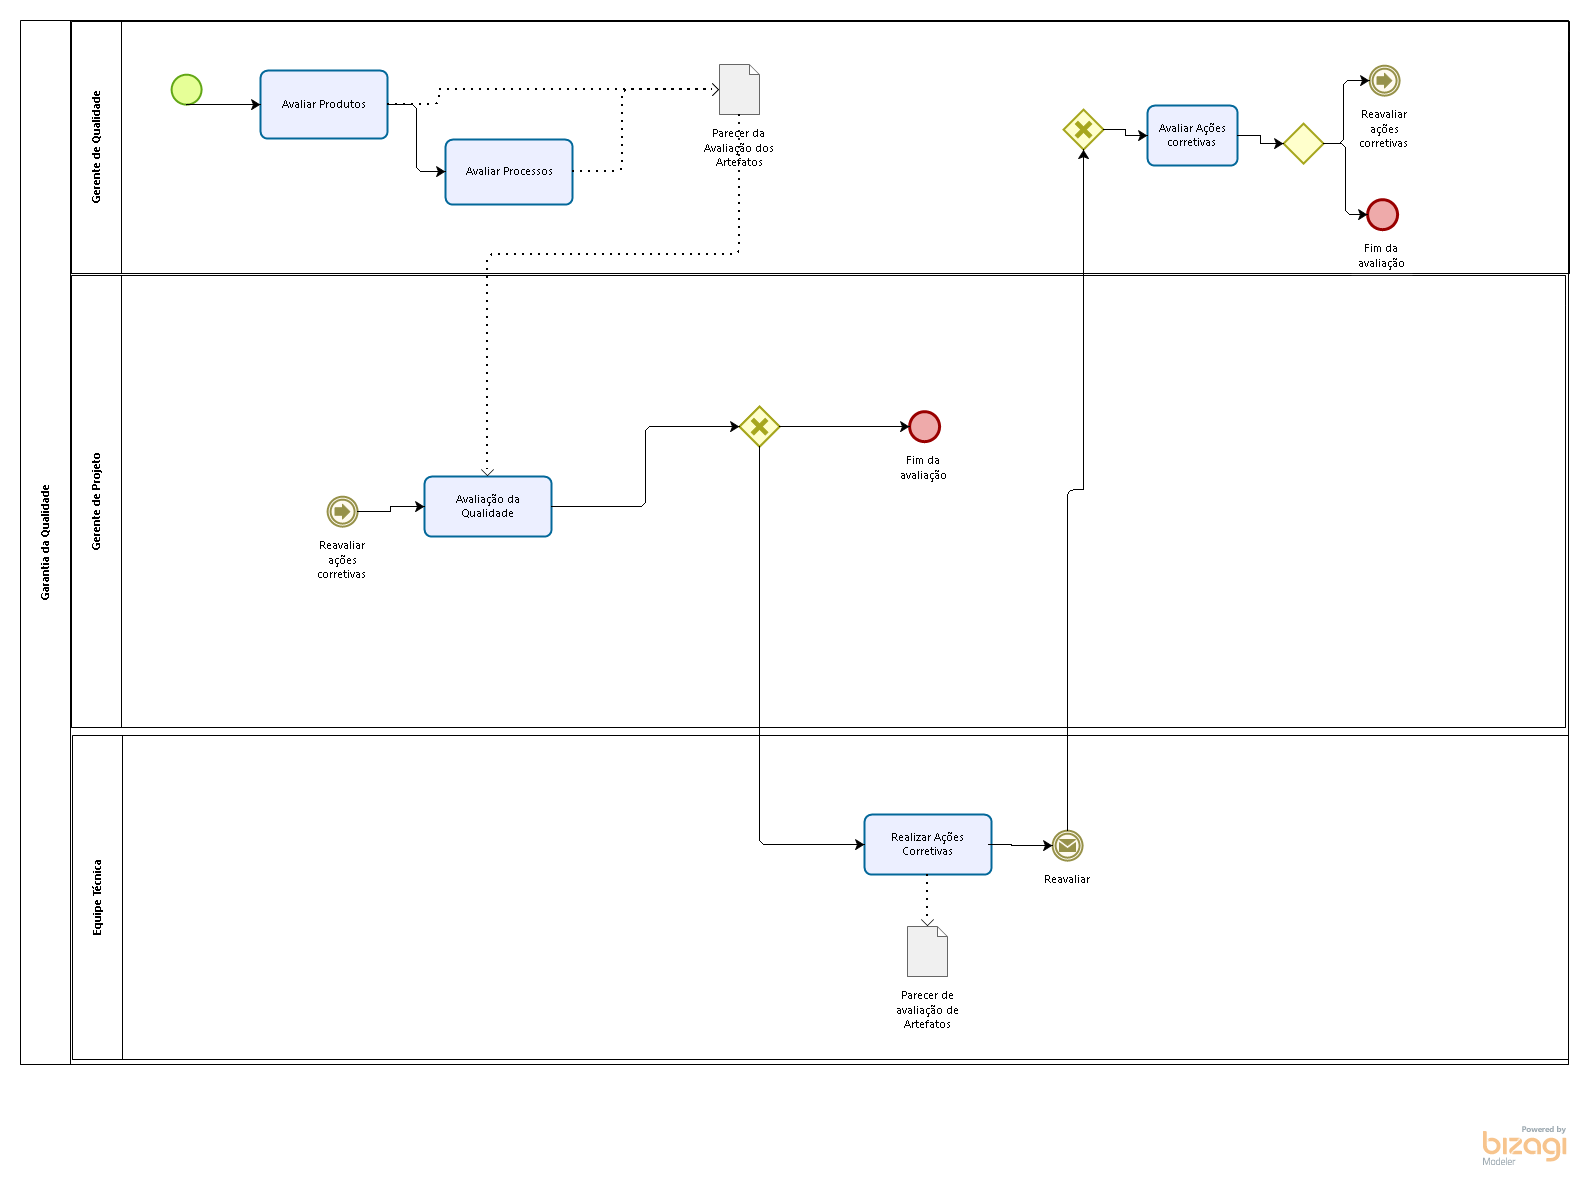 Garantia da Qualidade
Gerente de Qualidade
Avaliar Produtos
Avaliar Processos
Parecer da
Avaliação dos
Artefatos
Avaliar Ações
corretivas
Reavaliar
ações
corretivas
Fim da
avaliação
Gerente de Projeto
Reavaliar
ações
corretivas
Avaliação da
Qualidade
Fim da
avaliação
Equipe Técnica
Realizar Ações
Corretivas
Reavaliar
Parecer de
avaliação de
Artefatos
Powered by
bizagi
Modeler